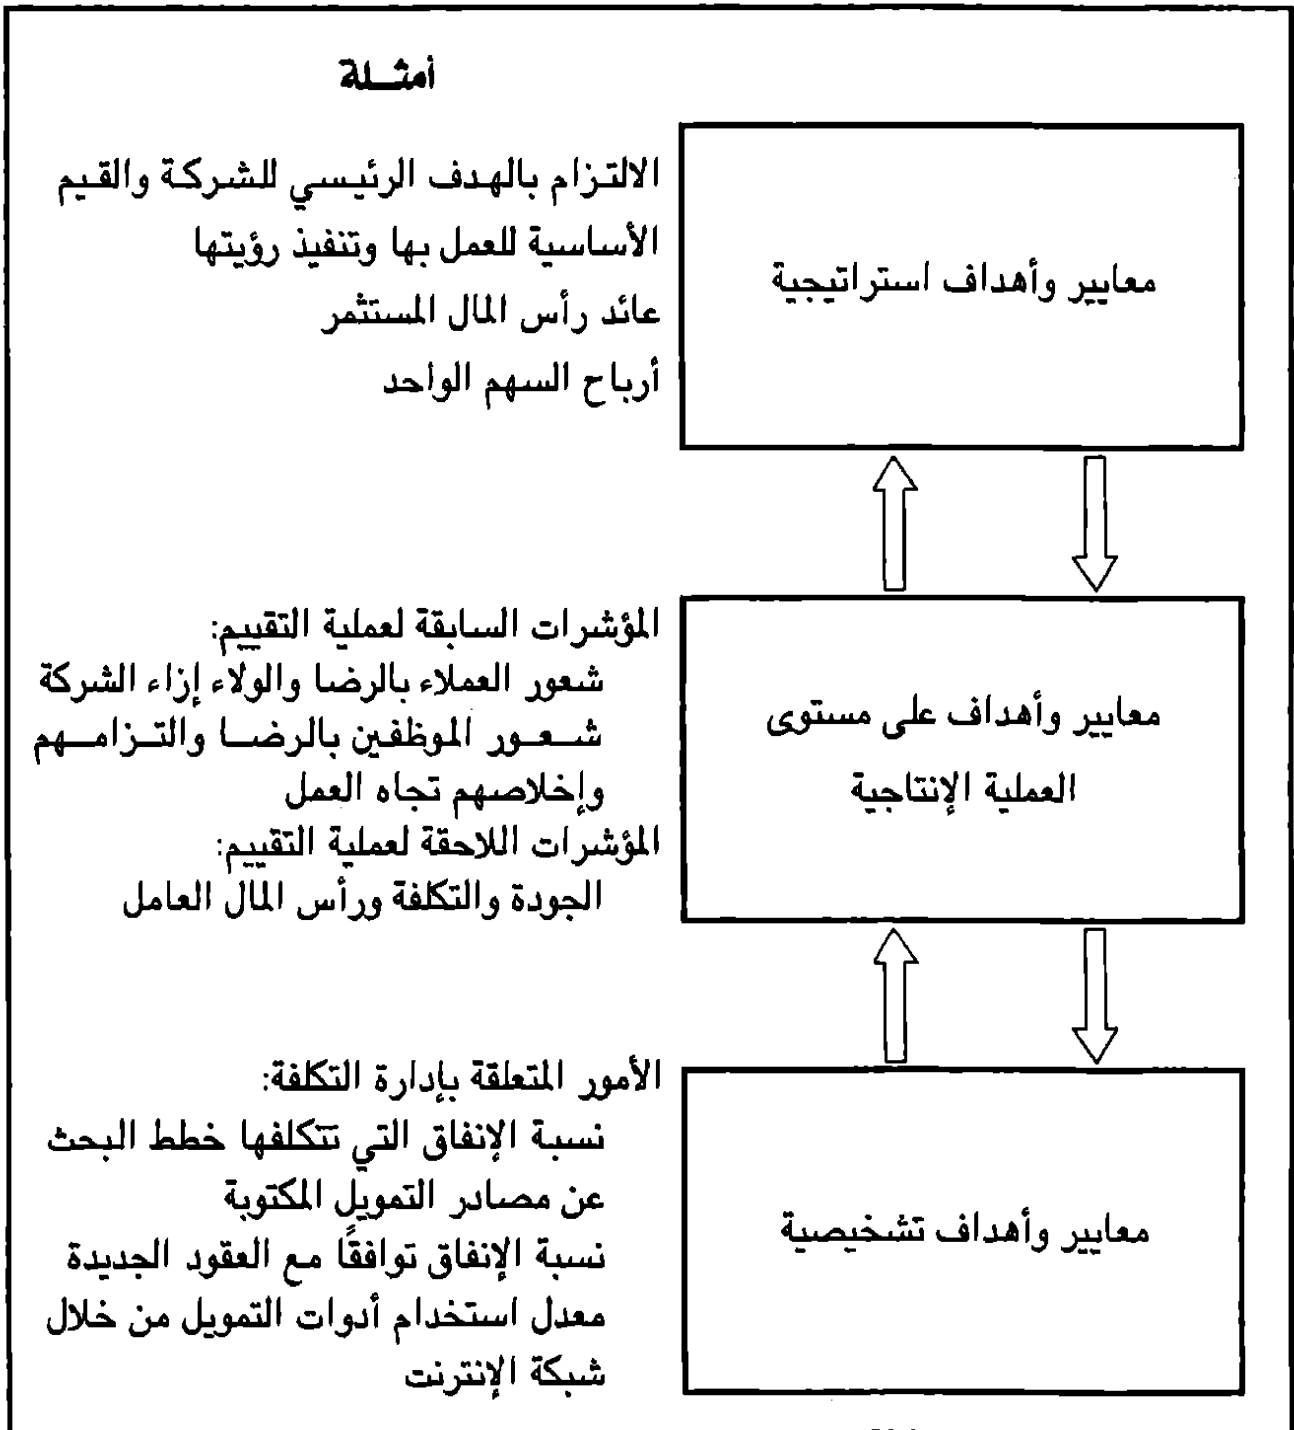 أمثلة
معايير وأهداف استراتيجية
الالتزام بالهدف الرئيسي للشركة والقيم
الأساسية للعمل بها وتنفيذ رؤيتها
عائد رأس المال المستثمر
أرباح السهم الواحد
معايير وأهداف على مستوى
العملية الإنتاجية
المؤشرات السابقة لعملية التقييم:
شعور العملاء بالرضا والولاء إزاء الشركة
شعور الموظفين بالرضا والتزامهم
وإخلاصهم تجاه العمل
المؤشرات اللاحقة لعملية التقييم:
الجودة والتكلفة ورأس المال العامل
معايير وأهداف تشخيصية
الأمور المتعلقة بإدارة التكلفة:
نسبة الإنفاق التي تتكلفها خطط البحث
عن مصادر التمويل المكتوبة
نسبة الإنفاق توافقًا مع العقود الجديدة
معدل استخدام أدوات التمويل من خلال
شبكة الإنترنت